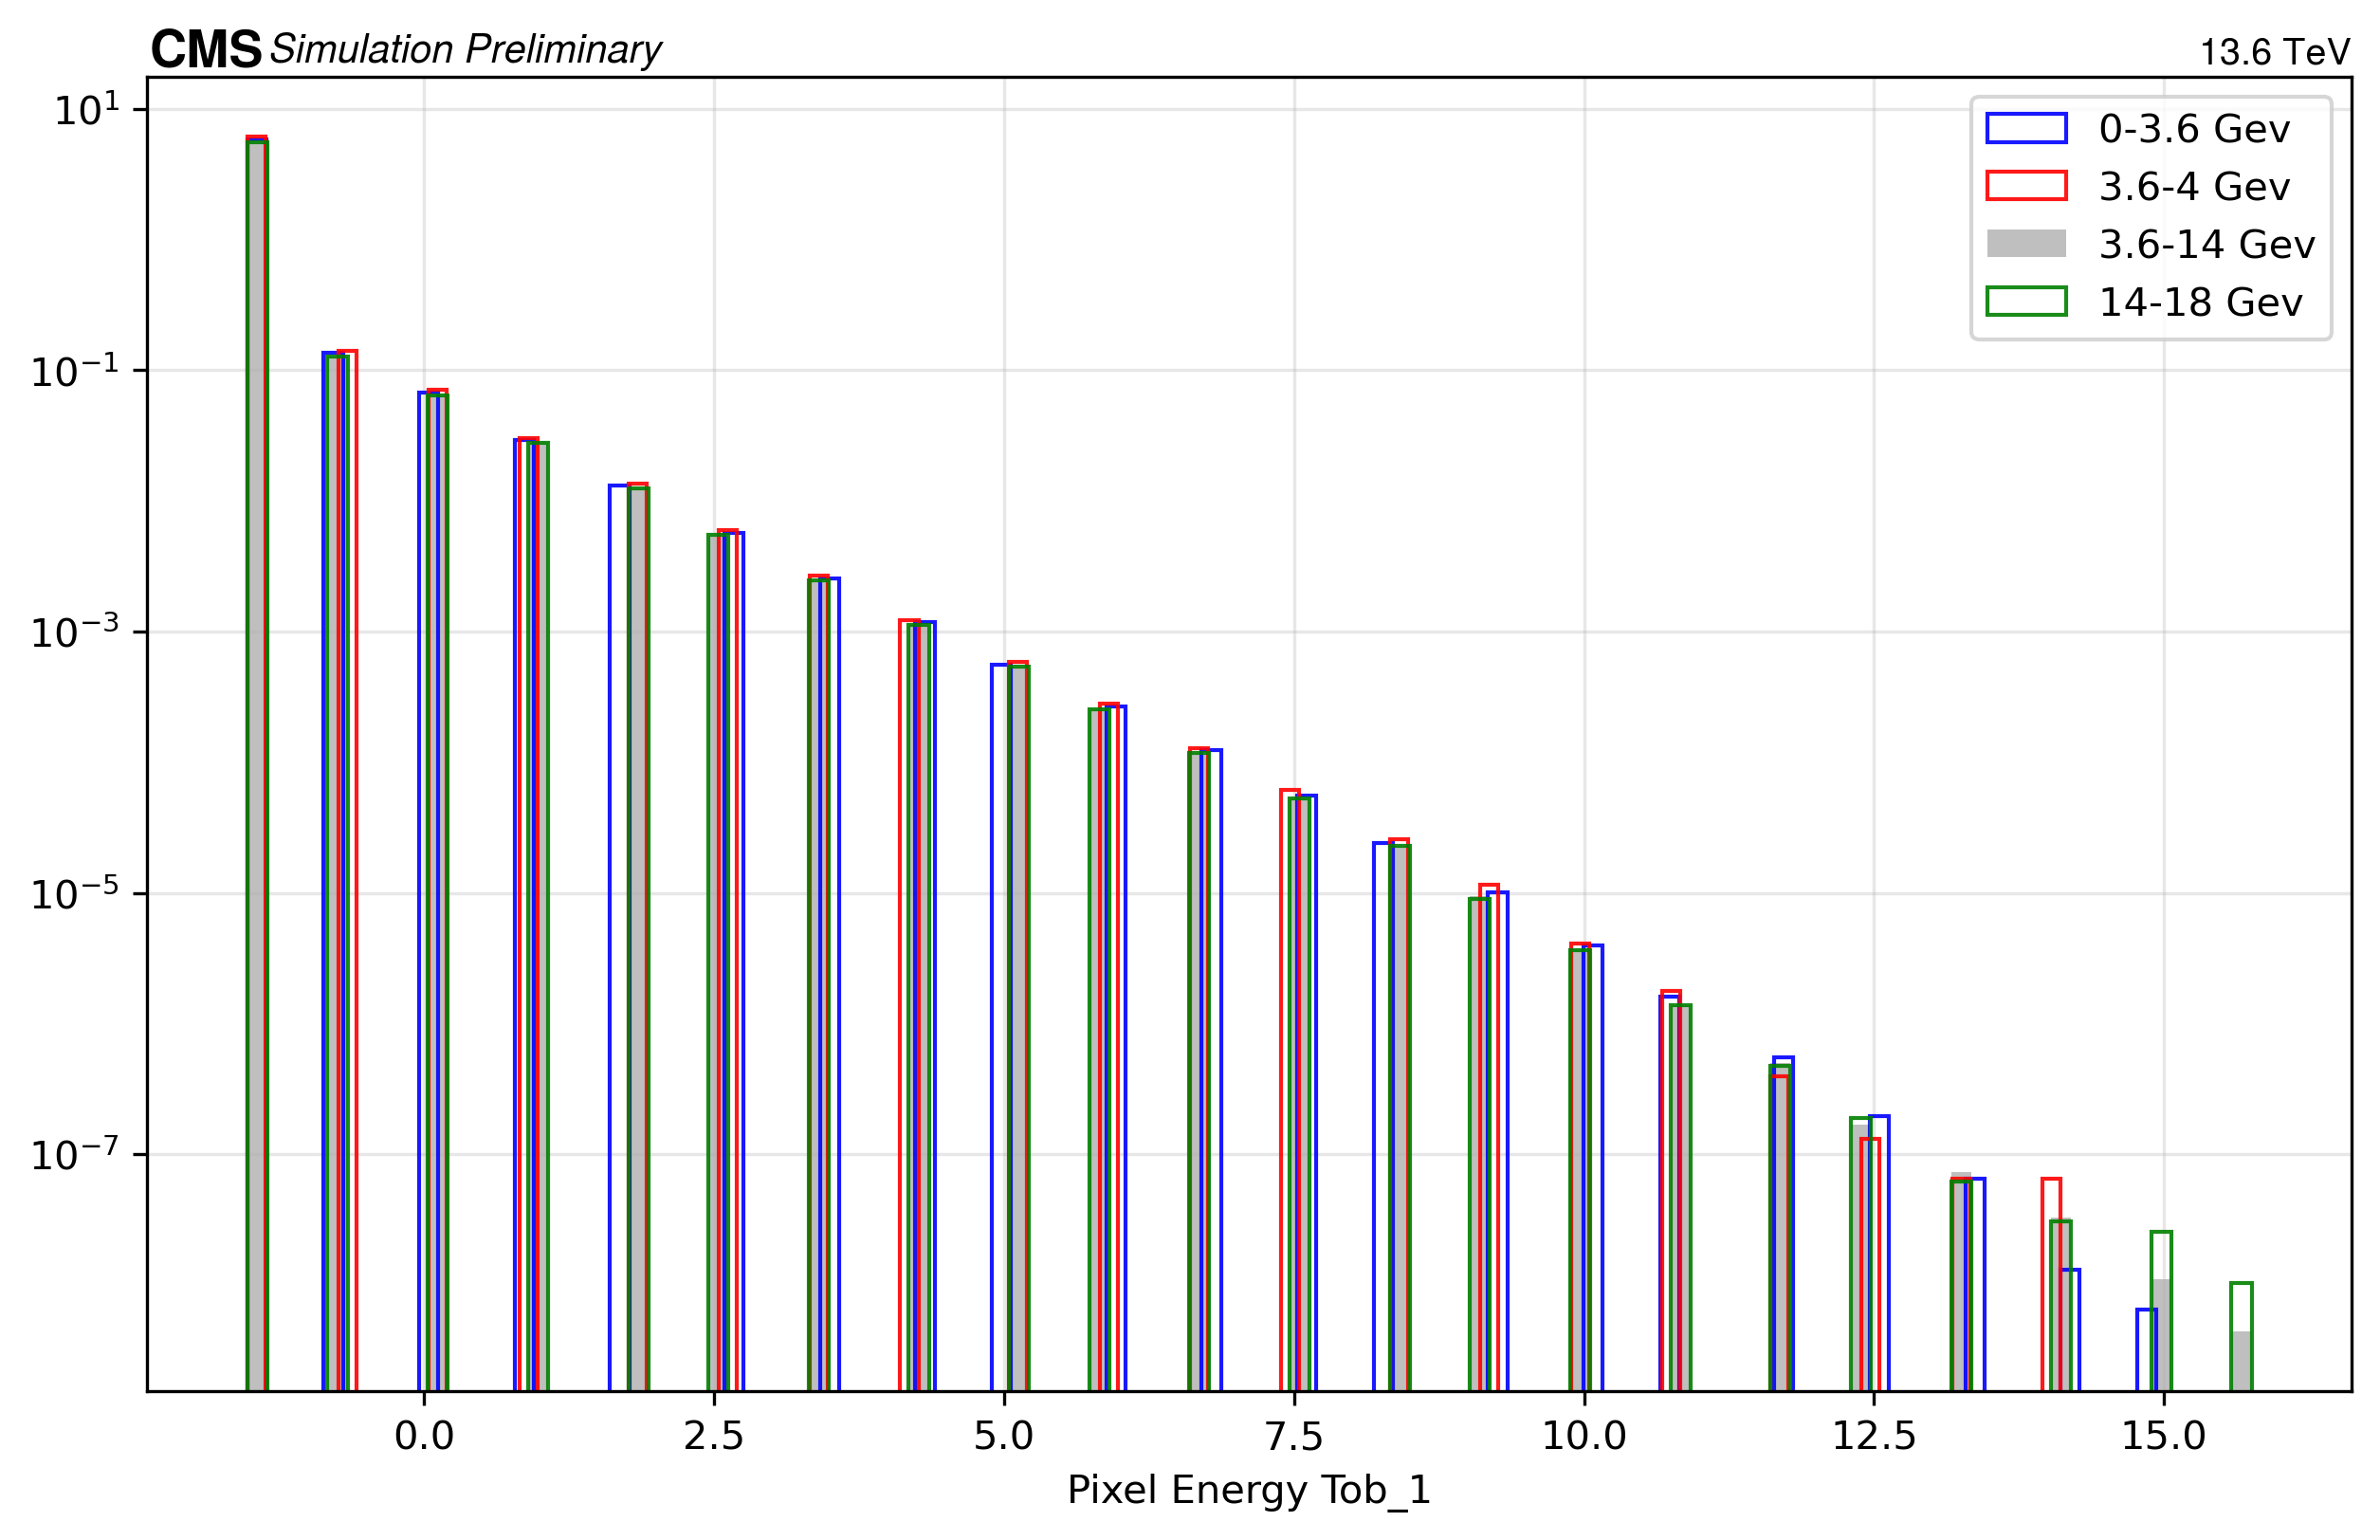 CMS Simulation Preliminary
13.6 TeV
10^1
10^{-1}
10^{-3}
10^{-5}
10^{-7}
0-3.6 Gev
3.6-4 Gev
3.6-14 Gev
14-18 Gev
0.0 2.5 5.0 7.5 10.0 12.5 15.0
Pixel Energy Tob_1